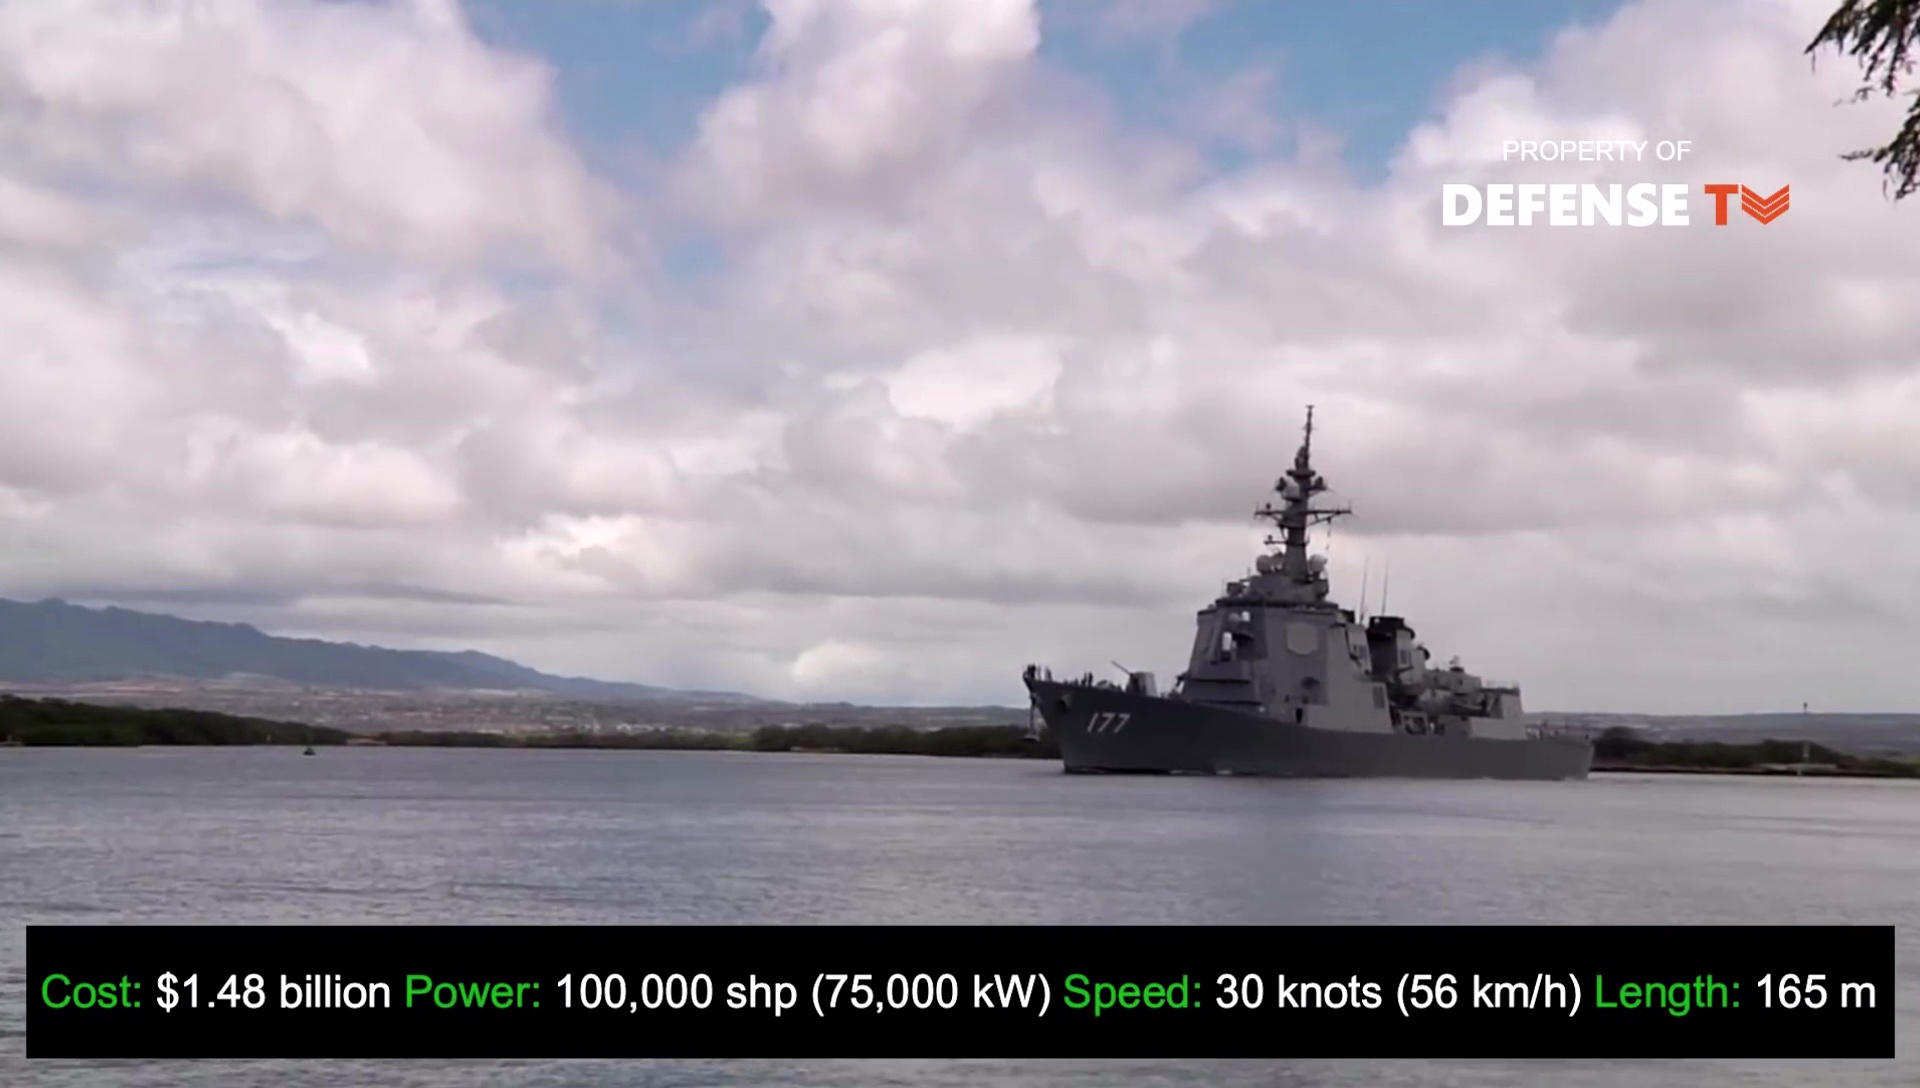 PROPERTY OF
DEFENSE TV
177
Cost: $1.48 billion Power: 100,000 shp (75,000 kW) Speed: 30 knots (56 km/h) Length: 165 m